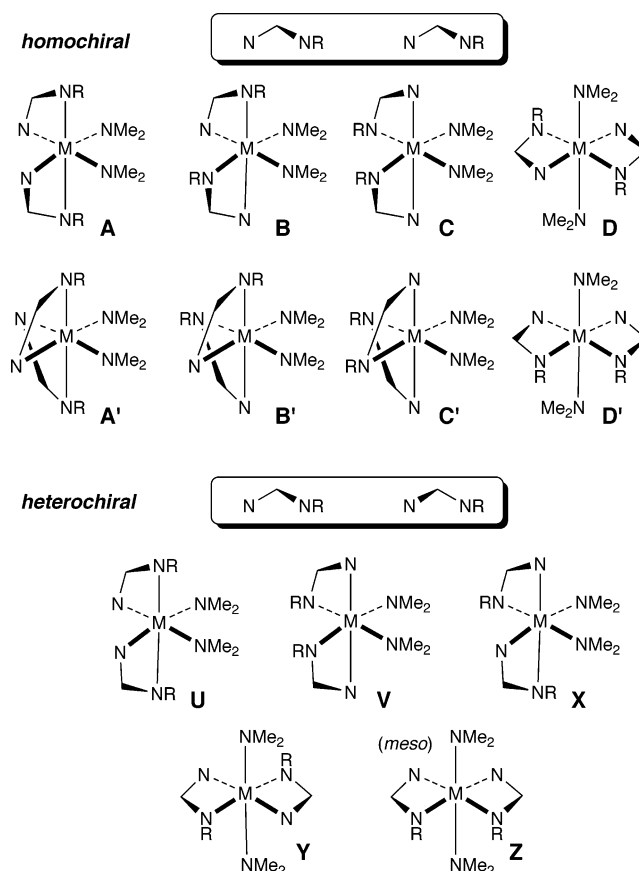 homochiral N NR N NR
NR NR N NMe2
N NMe2 NMe2 RN NMe2 R N N
M M M M
N NMe2 RN NMe2 RN NMe2 N N R
NR N N Me2N
A B C D
NR NR N NMe2
N NMe2 RN NMe2 RN NMe2 N N
M M M M
N NMe2 N NMe2 RN NMe2 N R N R
NR N N Me2N
A' B' C' D'
heterochiral N NR N NR
NR N N
N NMe2 RN NMe2 RN NMe2
M M M
N NMe2 RN NMe2 N NMe2
NR N NR
U V X
NMe2 (meso) NMe2
N R N N N
M M
N R N N R N R
NMe2 NMe2
Y Z